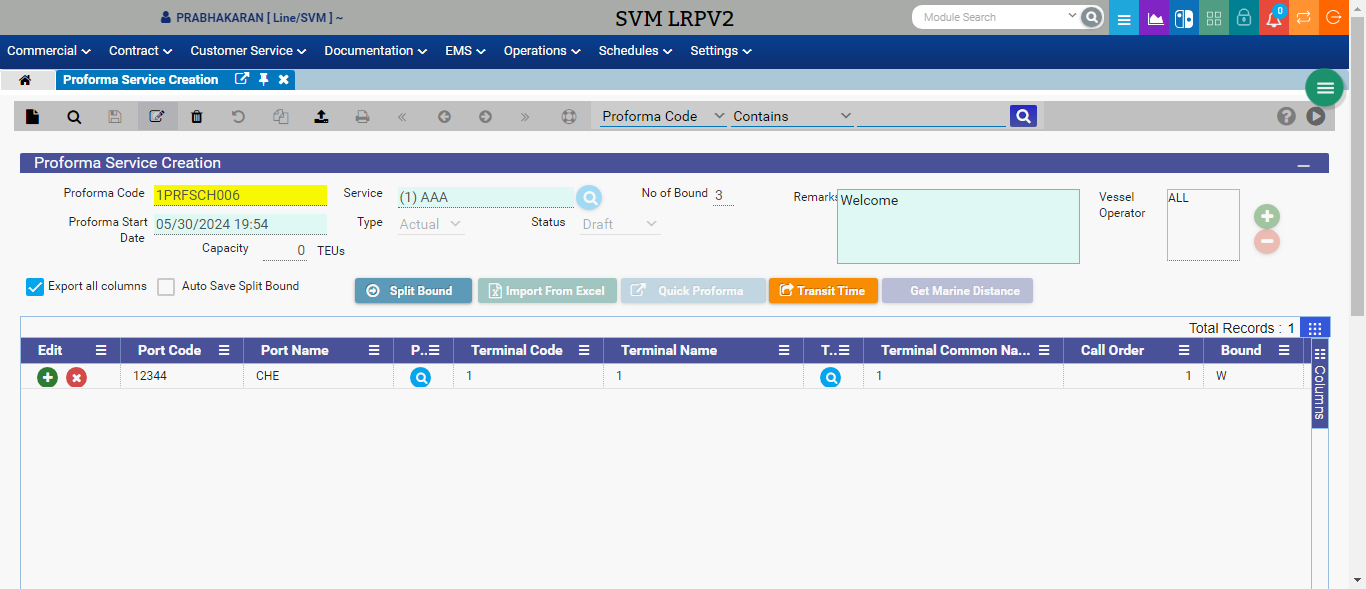 PRABHAKARAN [ Line/SVM ] ~
SVM LRPV2
Module Search
0
Commercial Contract Customer Service Documentation EMS Operations Schedules Settings
Proforma Service Creation
Proforma Code Contains
Proforma Service Creation
Proforma Code 1PRFSCH006 Service (1) AAA No of Bound 3 Remarks Welcome Vessel Operator ALL
Proforma Start Date 05/30/2024 19:54 Type Actual Status Draft
Capacity 0 TEUs
Export all columns Auto Save Split Bound Split Bound Import From Excel Quick Proforma Transit Time Get Marine Distance
Total Records : 1
Edit Port Code Port Name P.. Terminal Code Terminal Name T.. Terminal Common Na... Call Order Bound
12344 CHE 1 1 1 1 W
Columns